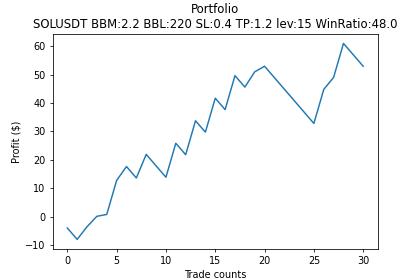 Portfolio
SOLUSDT BBM:2.2 BBL:220 SL:0.4 TP:1.2 lev:15 WinRatio:48.0
60
50
40
30
20
10
0
−10
Profit ($)
0 5 10 15 20 25 30
Trade counts